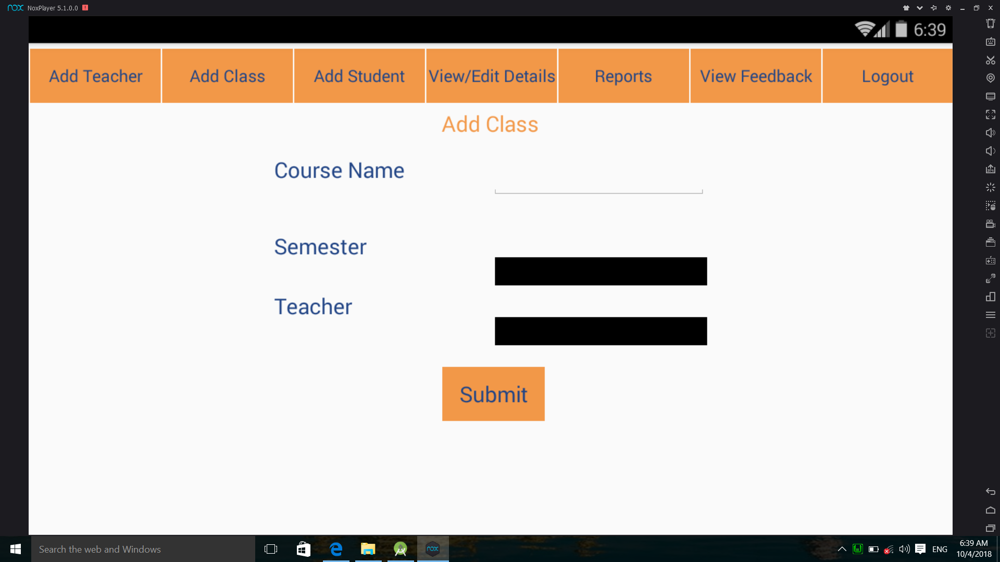 nox NoxPlayer 5.1.0.0
6:39
Add Teacher Add Class Add Student View/Edit Details Reports View Feedback Logout
Add Class
Course Name
Semester
Teacher
Submit
Search the web and Windows
nox
ENG
6:39 AM
10/4/2018